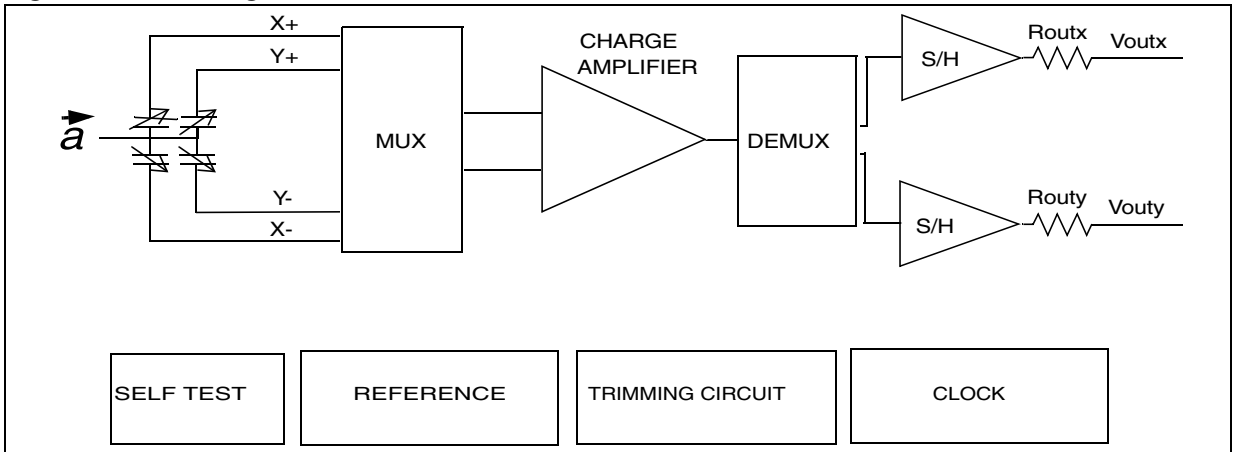 X+
Y+
a
Y-
X-
MUX
CHARGE
AMPLIFIER
DEMUX
S/H
Routx
Voutx
S/H
Routy
Vouty
SELF TEST
REFERENCE
TRIMMING CIRCUIT
CLOCK